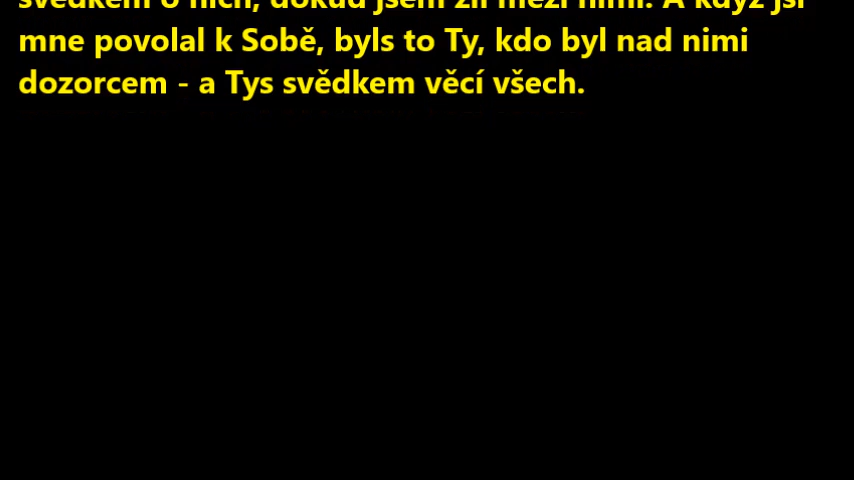 svědkem o nich, dokud jsem žil mezi nimi. A když jsi
mne povolal k Sobě, byls to Ty, kdo byl nad nimi
dozorcem - a Tys svědkem věcí všech.